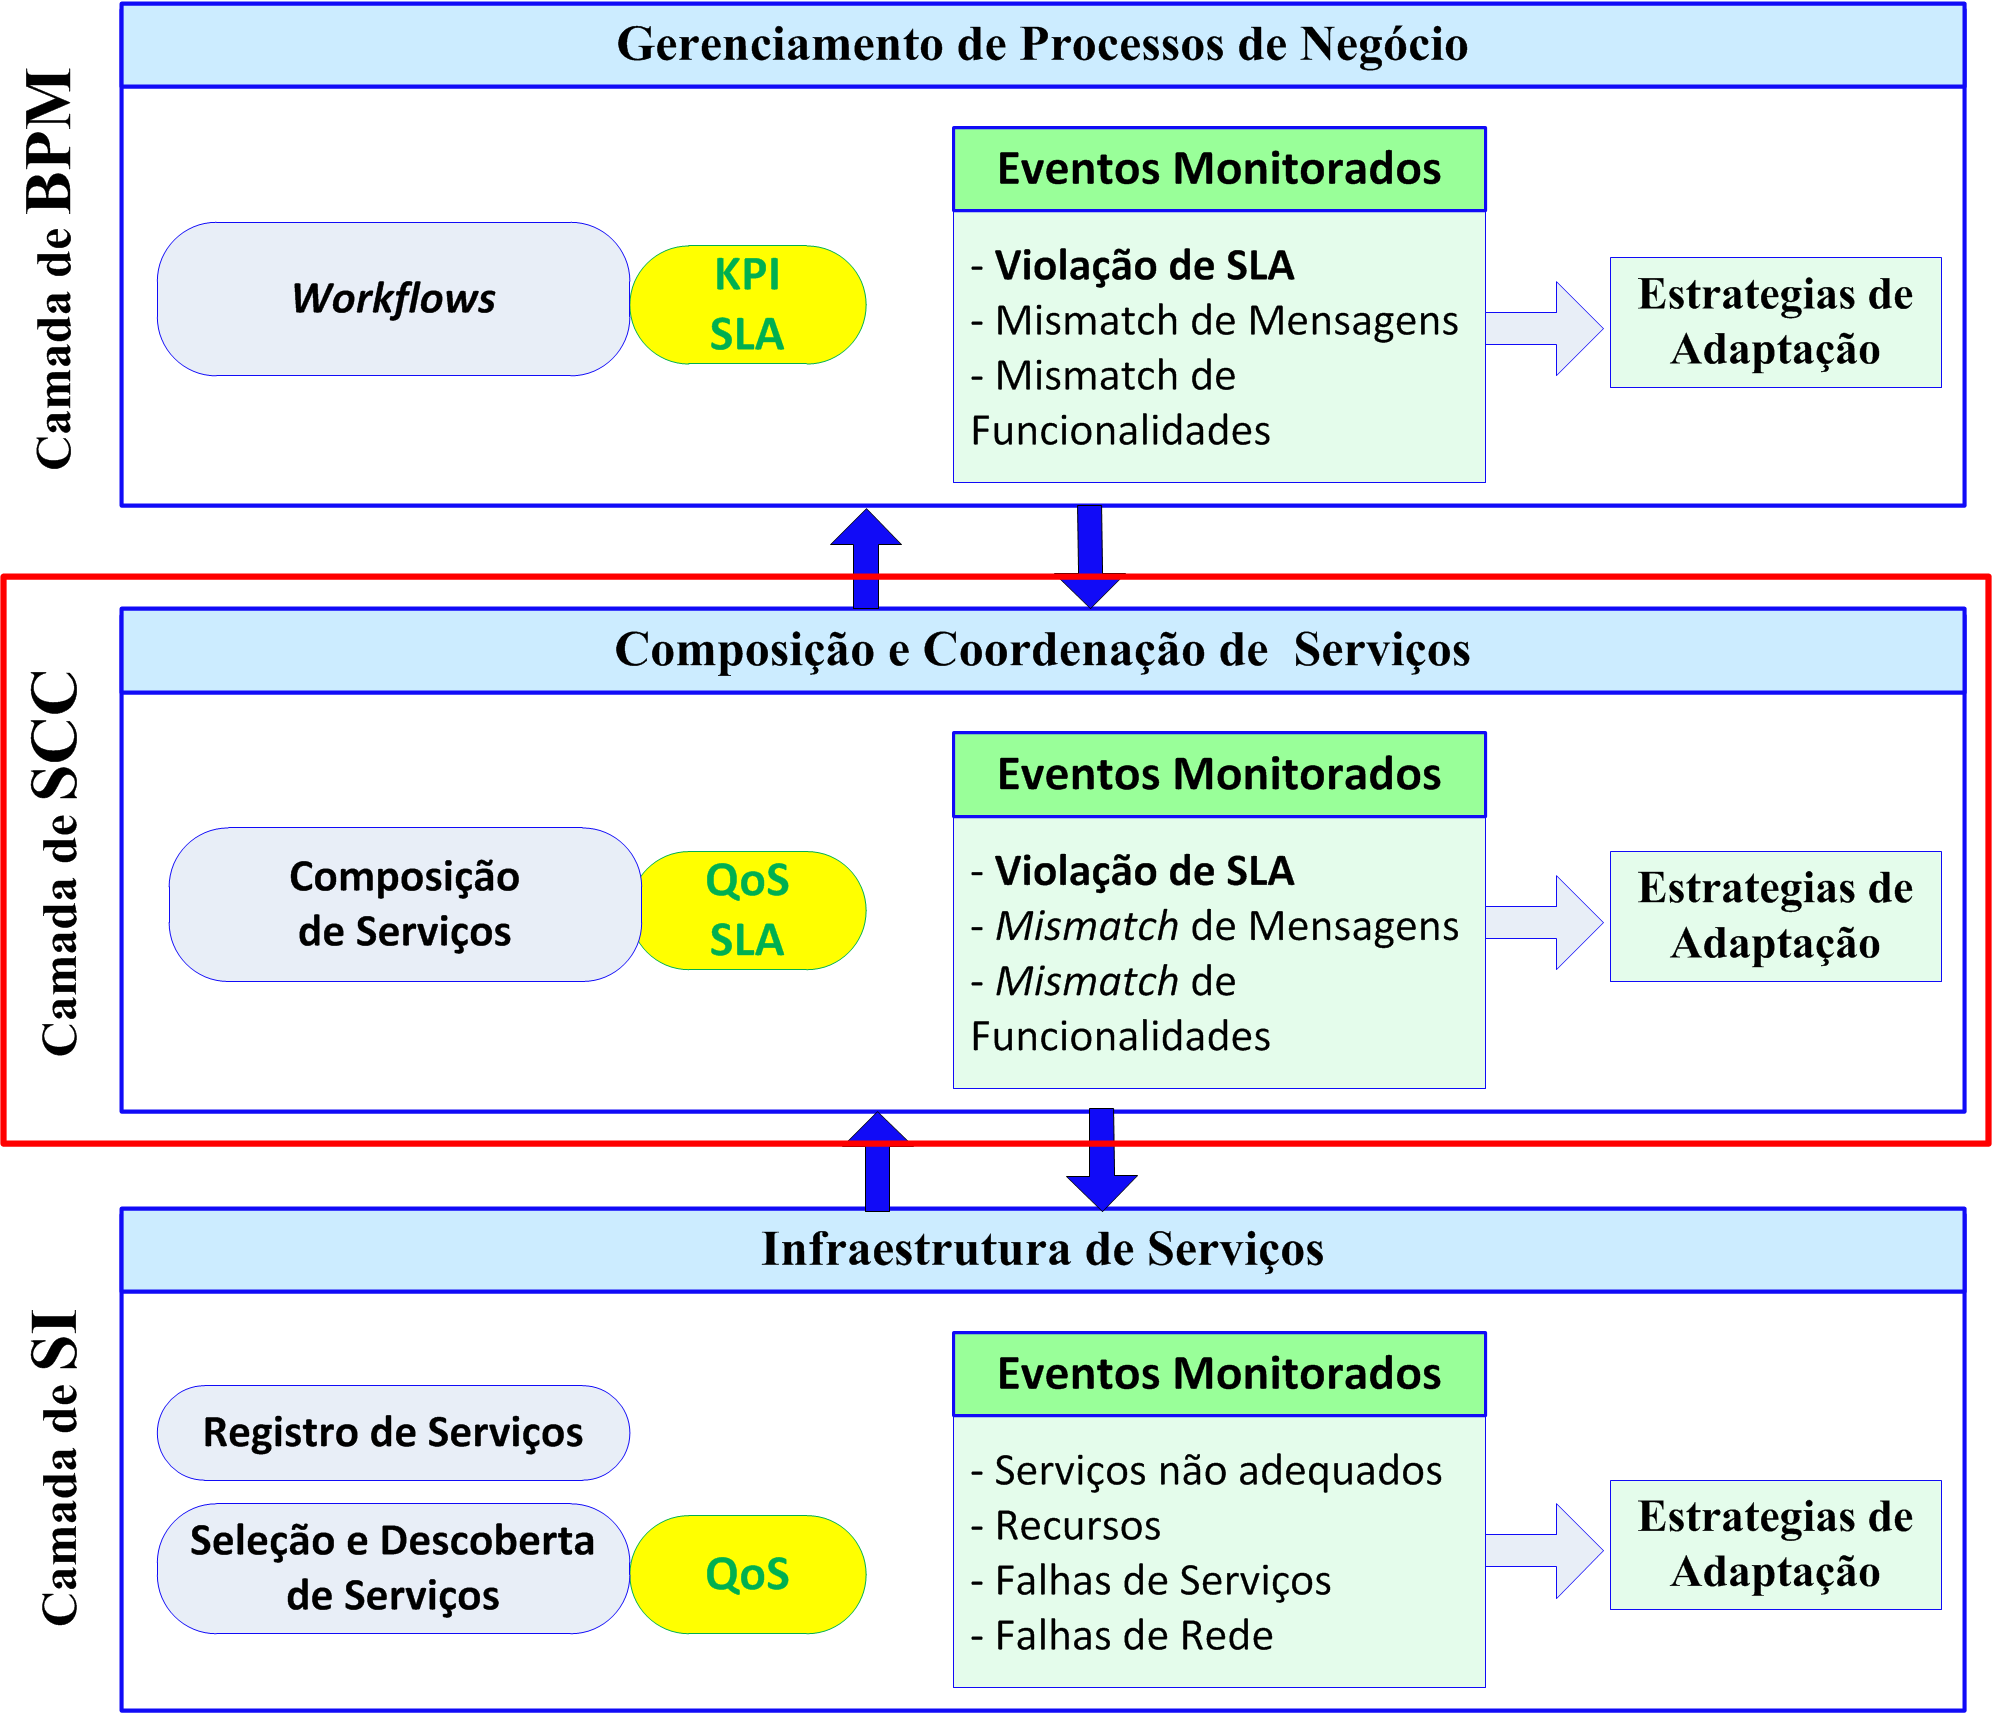 Gerenciamento de Processos de Negócio
Camada de BPM
Workflows
KPI
SLA
Eventos Monitorados
- Violação de SLA
- Mismatch de Mensagens
- Mismatch de
Funcionalidades
Estrategias de
Adaptação
Composição e Coordenação de Serviços
Camada de SCC
Composição
de Serviços
QoS
SLA
Eventos Monitorados
- Violação de SLA
- Mismatch de Mensagens
- Mismatch de
Funcionalidades
Estrategias de
Adaptação
Infraestrutura de Serviços
Camada de SI
Registro de Serviços
Seleção e Descoberta
de Serviços
QoS
Eventos Monitorados
- Serviços não adequados
- Recursos
- Falhas de Serviços
- Falhas de Rede
Estrategias de
Adaptação